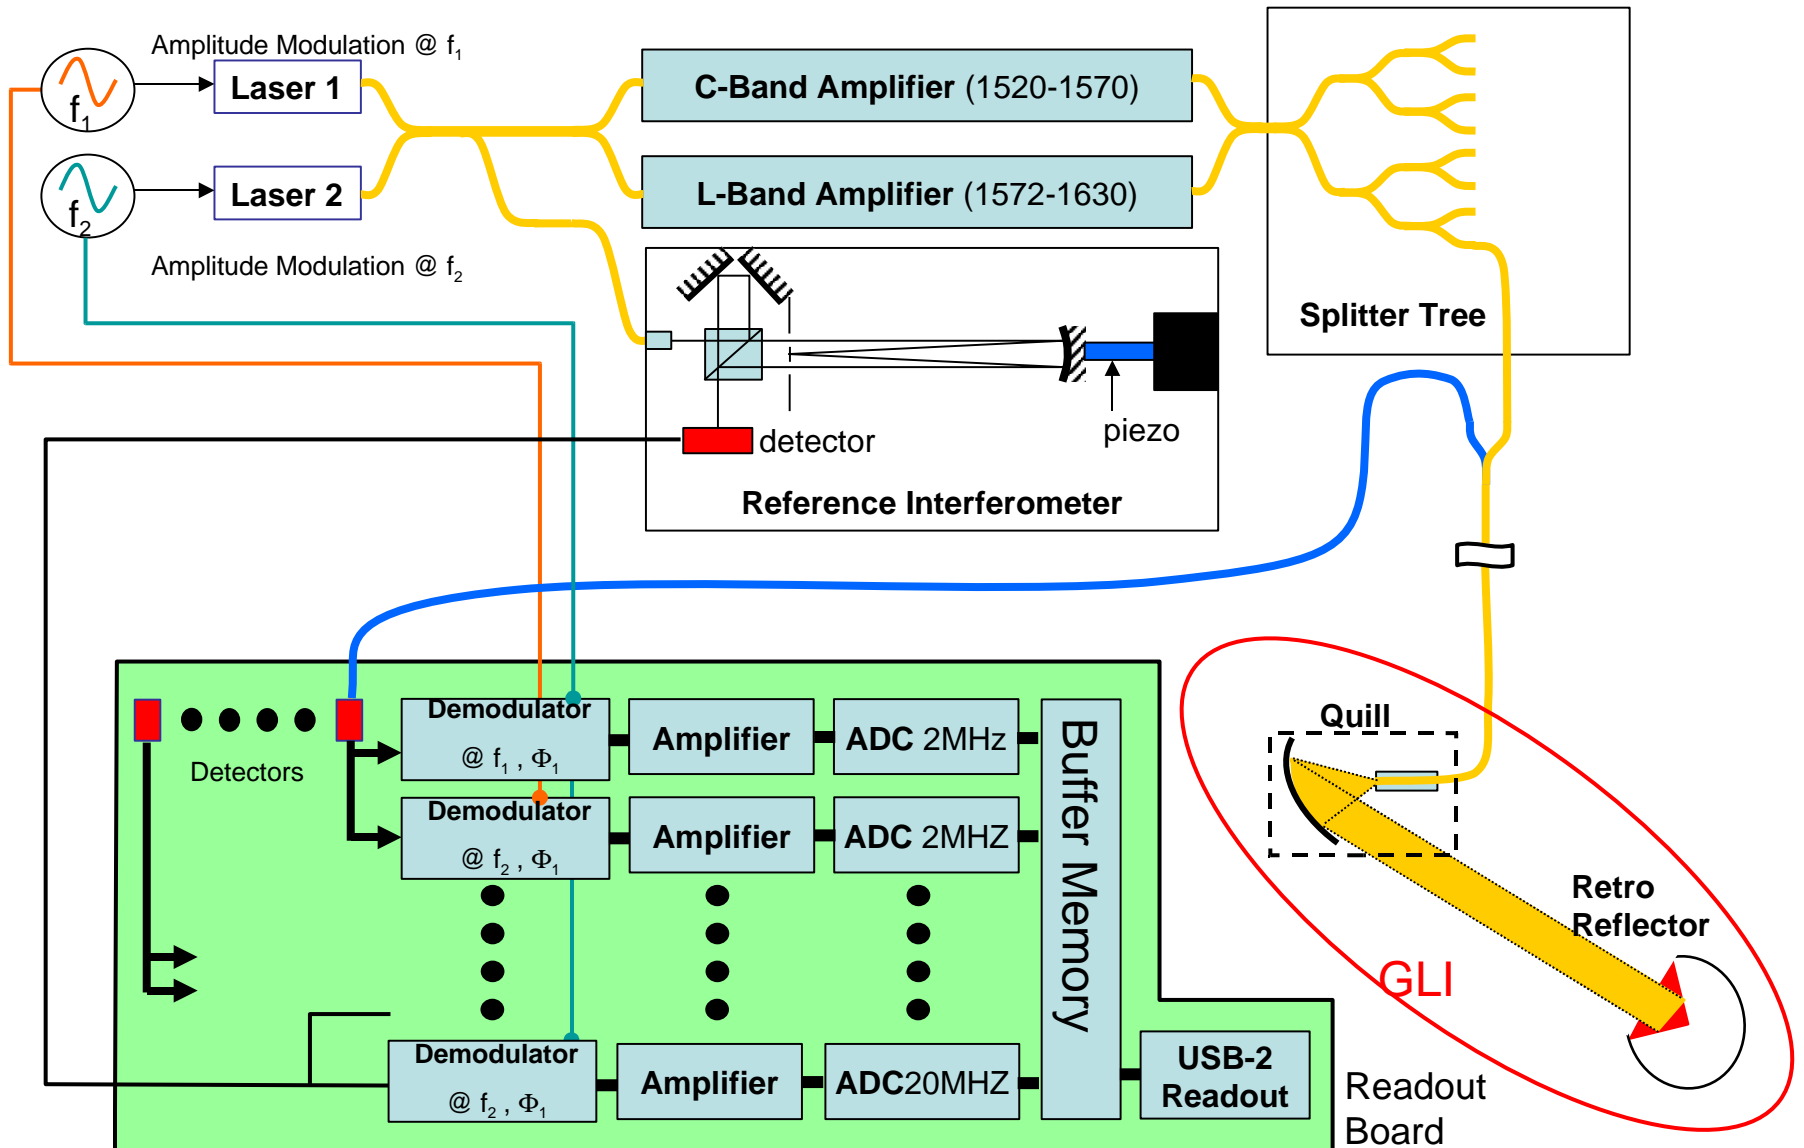 Amplitude Modulation @ f1
f1
Laser 1
C-Band Amplifier (1520-1570)
f2
Laser 2
L-Band Amplifier (1572-1630)
Amplitude Modulation @ f2
Splitter Tree
detector
piezo
Reference Interferometer
Detectors
Demodulator
@ f1 , Φ1
Amplifier
ADC 2MHz
Demodulator
@ f2 , Φ1
Amplifier
ADC 2MHZ
Buffer Memory
Demodulator
@ f2 , Φ1
Amplifier
ADC20MHZ
USB-2
Readout
Readout
Board
Quill
Retro
Reflector
GLI